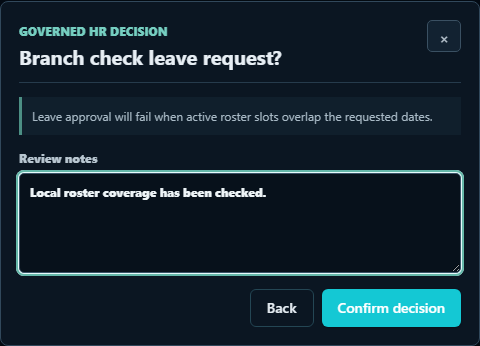 GOVERNED HR DECISION
Branch check leave request?
×
Leave approval will fail when active roster slots overlap the requested dates.
Review notes
Local roster coverage has been checked.
Back
Confirm decision